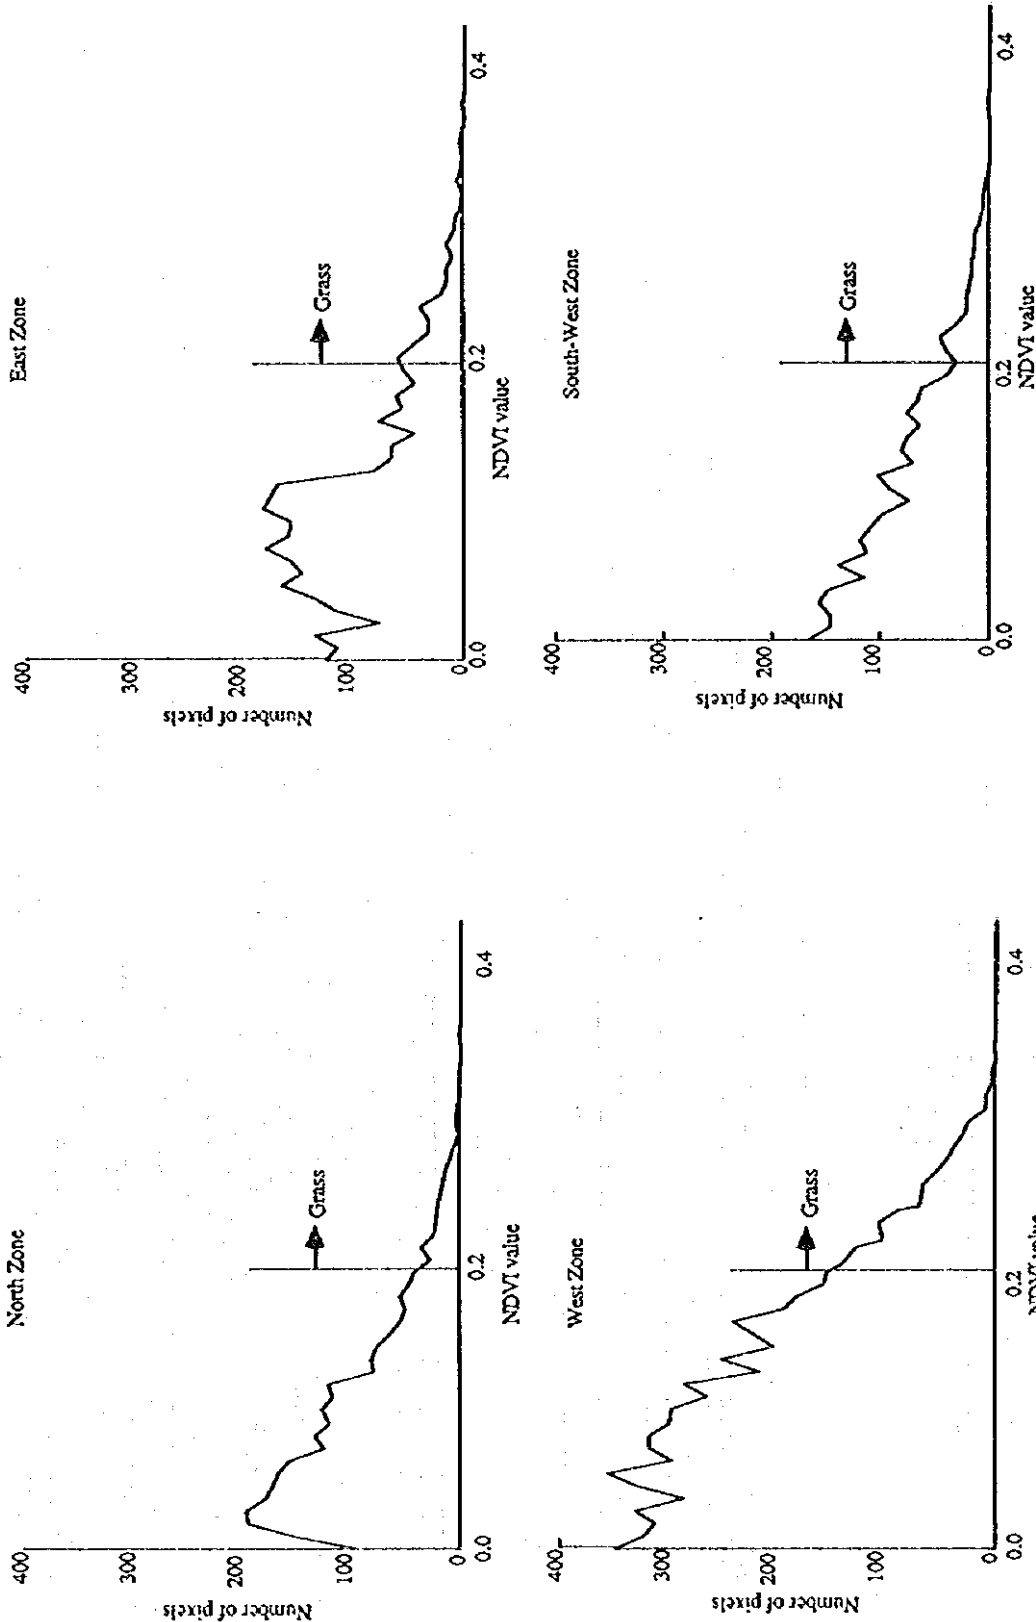 North Zone
400
300
200
100
0
Number of pixels
Grass
0.0
0.2
0.4
NDVI value
East Zone
400
300
200
100
0
Number of pixels
Grass
0.0
0.2
0.4
NDVI value
West Zone
400
300
200
100
0
Number of pixels
Grass
0.0
0.2
0.4
NDVI value
South-West Zone
400
300
200
100
0
Number of pixels
Grass
0.0
0.2
0.4
NDVI value